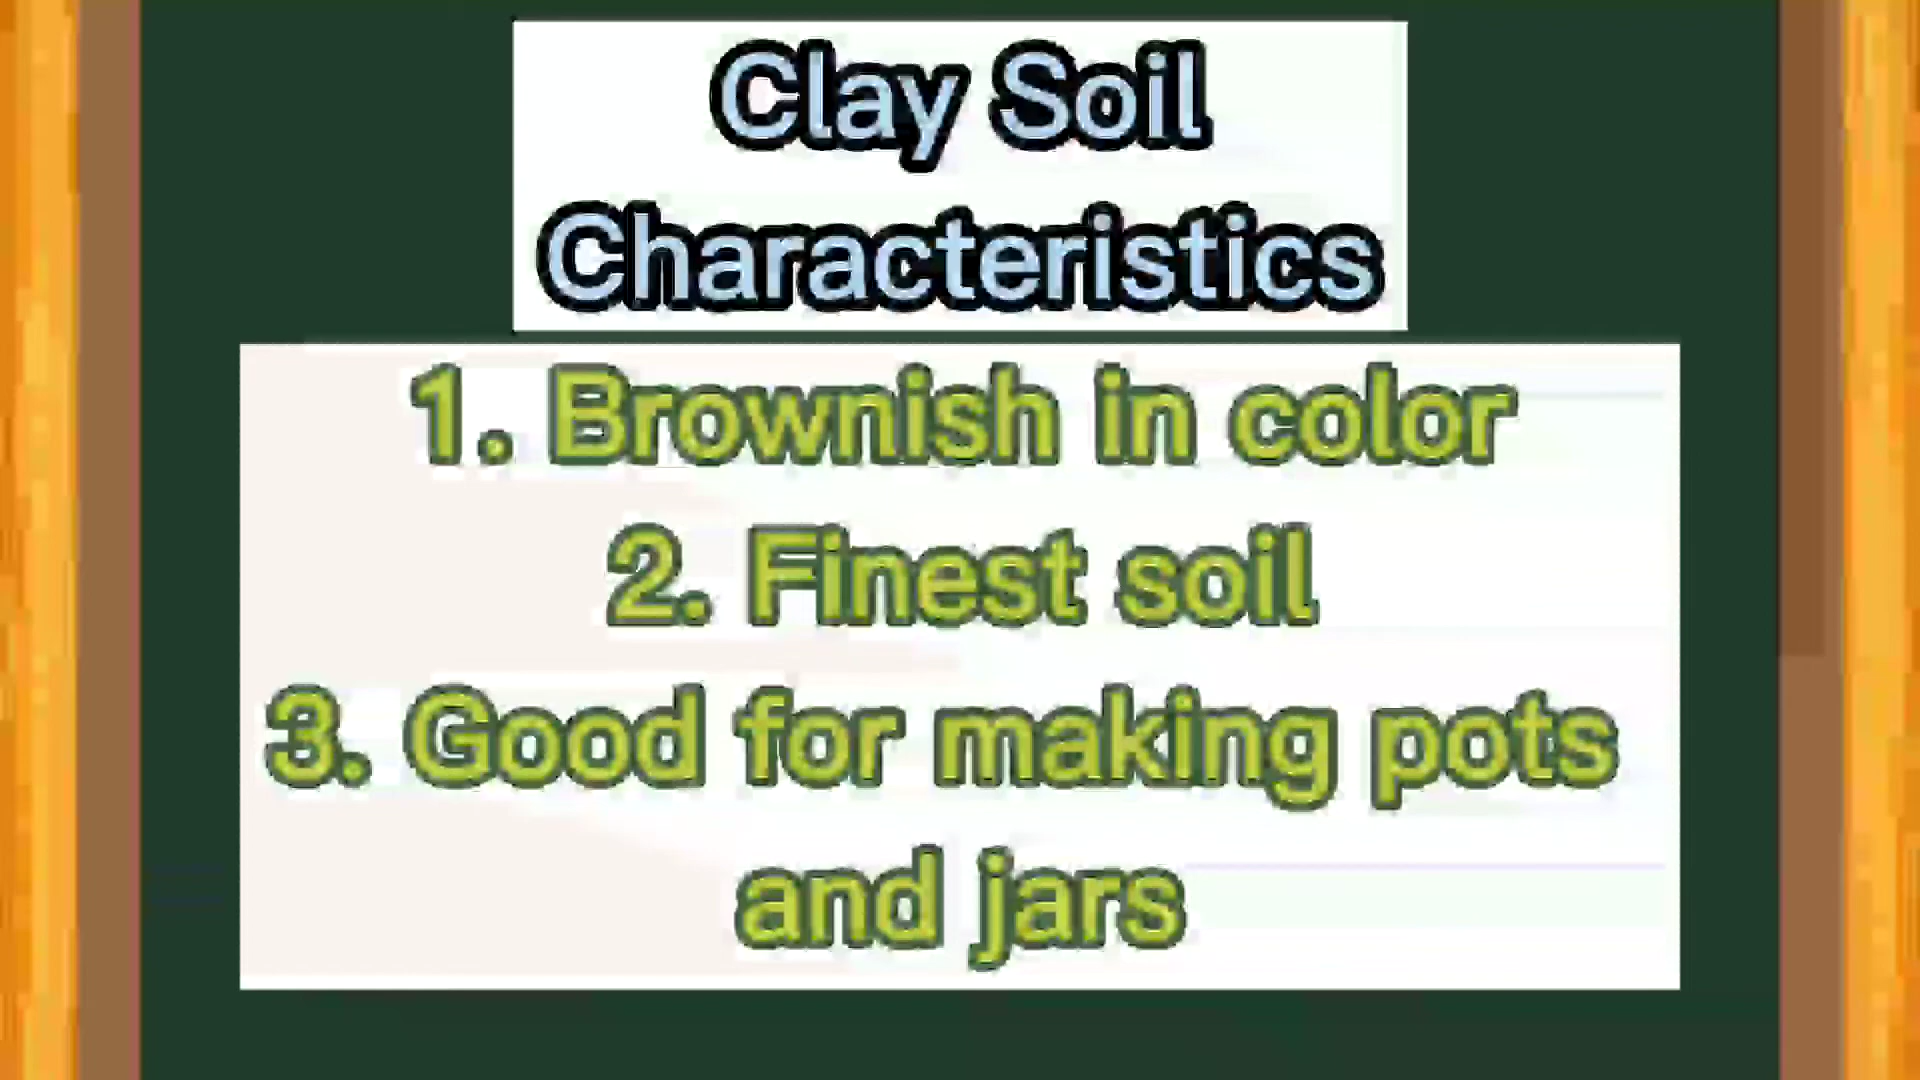 Clay Soil
Characteristics
1. Brownish in color
2. Finest soil
3. Good for making pots
and jars